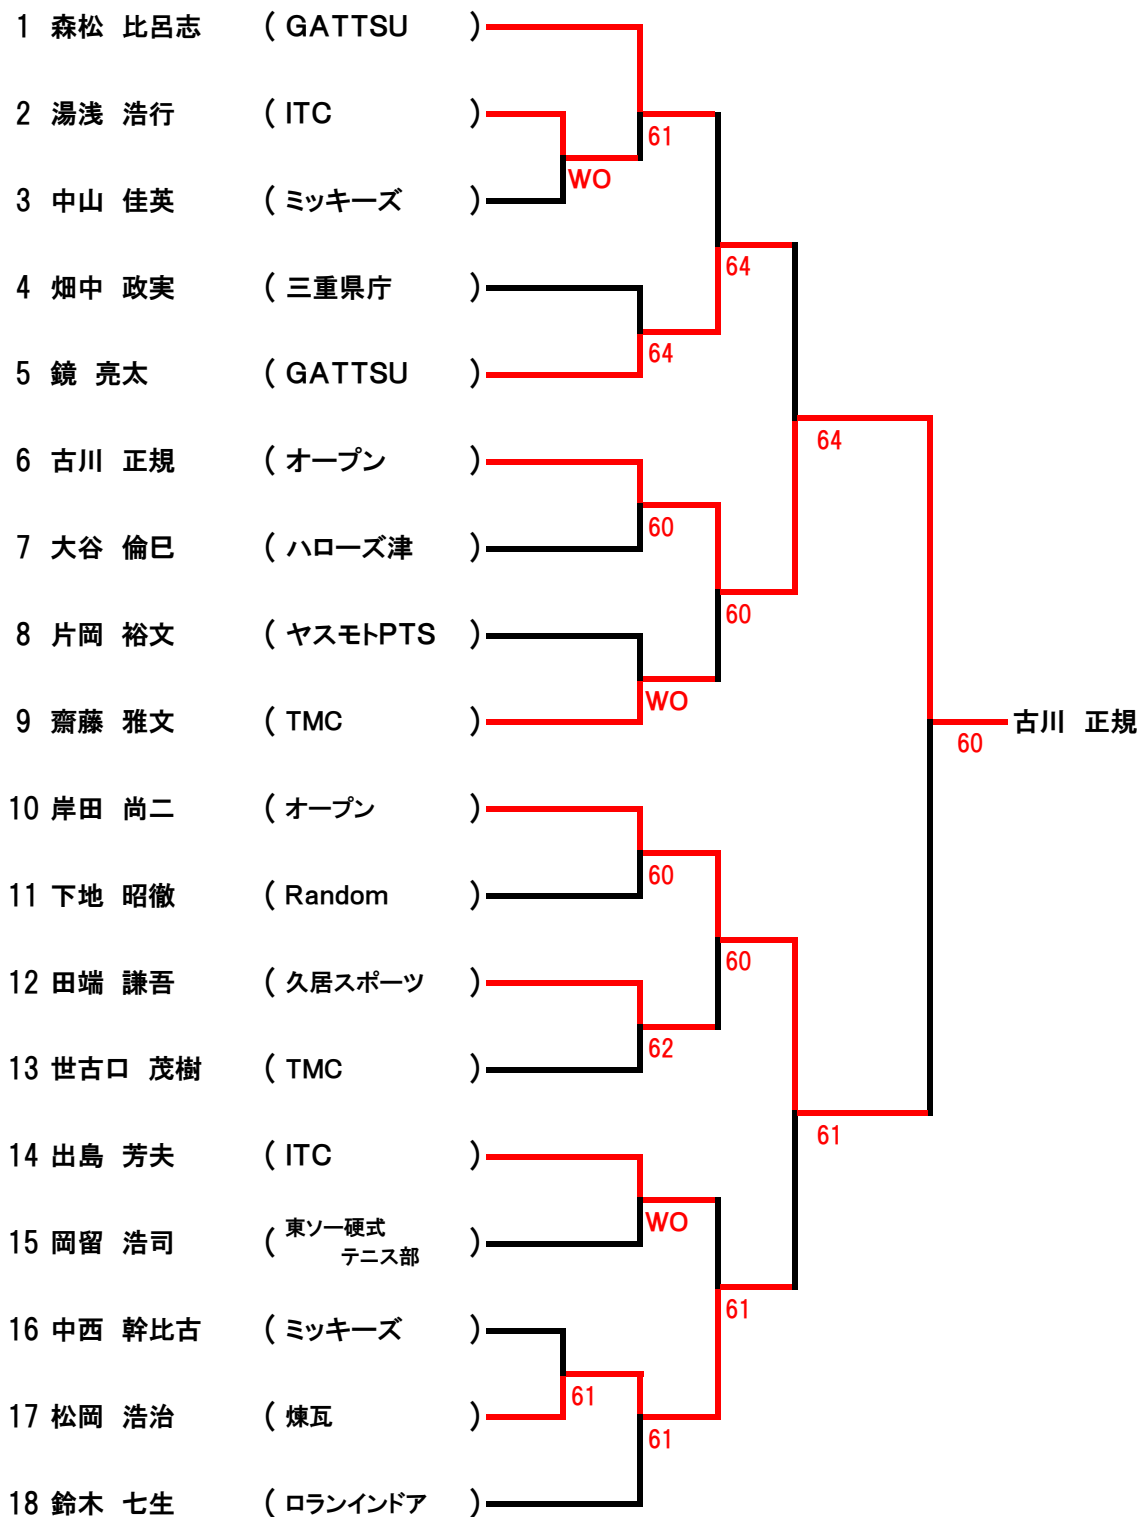 1 森松 比呂志 ( GATTSU )
61
2 湯浅 浩行 ( ITC )
WO
3 中山 佳英 ( ミッキーズ )
64
4 畑中 政実 ( 三重県庁 )
64
5 鏡 亮太 ( GATTSU )
64
6 古川 正規 ( オープン )
60
7 大谷 倫巳 ( ハローズ津 )
60
8 片岡 裕文 ( ヤスモトPTS )
WO
9 齋藤 雅文 ( TMC )
古川 正規
60
10 岸田 尚二 ( オープン )
60
11 下地 昭徹 ( Random )
60
12 田端 謙吾 ( 久居スポーツ )
62
13 世古口 茂樹 ( TMC )
61
14 出島 芳夫 ( ITC )
WO
15 岡留 浩司 ( 東ソー硬式
テニス部 )
61
16 中西 幹比古 ( ミッキーズ )
61
17 松岡 浩治 ( 煉瓦 )
61
18 鈴木 七生 ( ロランインドア )